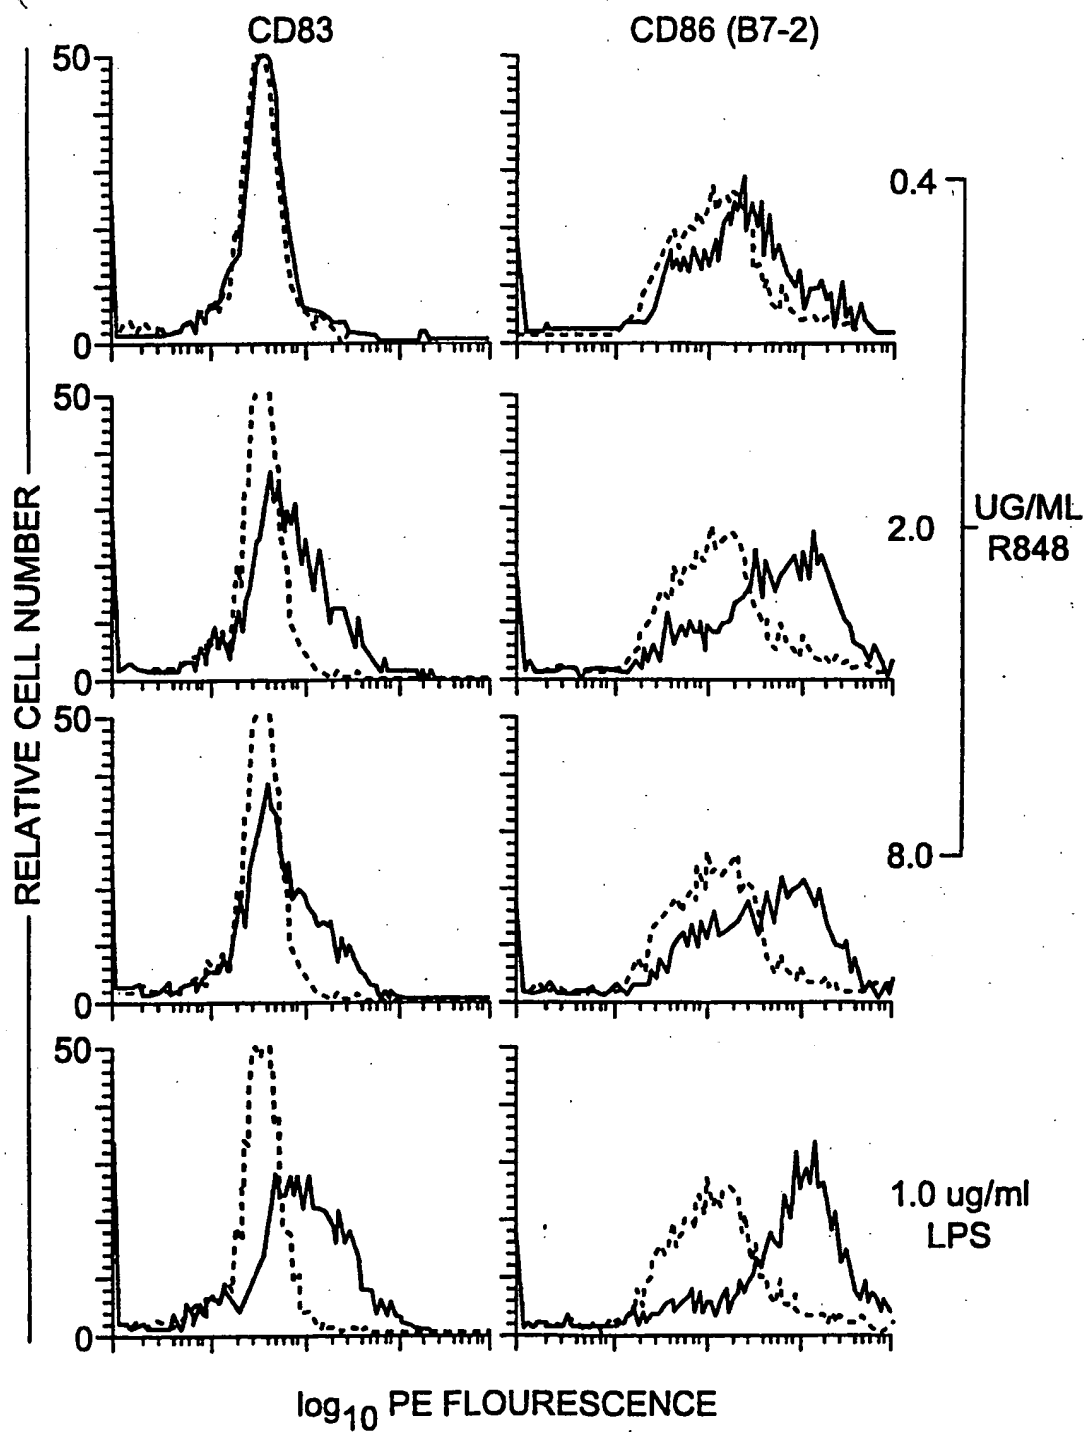 CD83
CD86 (B7-2)
50
0
0.4
50
0
2.0
UG/ML
R848
50
0
8.0
50
0
1.0 ug/ml
LPS
RELATIVE CELL NUMBER
log10 PE FLOURESCENCE